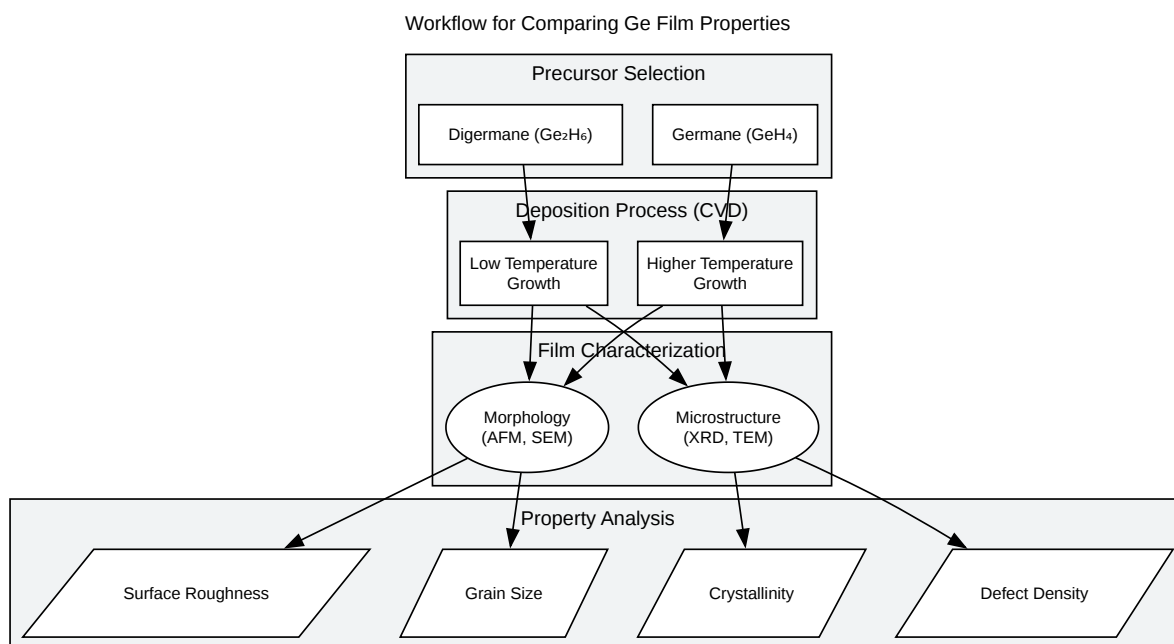 Workflow for Comparing Ge Film Properties
Precursor Selection
Digermane (Ge₂H₆)
Germane (GeH₄)
Deposition Process (CVD)
Low Temperature
Growth
Higher Temperature
Growth
Film Characterization
Morphology
(AFM, SEM)
Microstructure
(XRD, TEM)
Property Analysis
Surface Roughness
Grain Size
Crystallinity
Defect Density